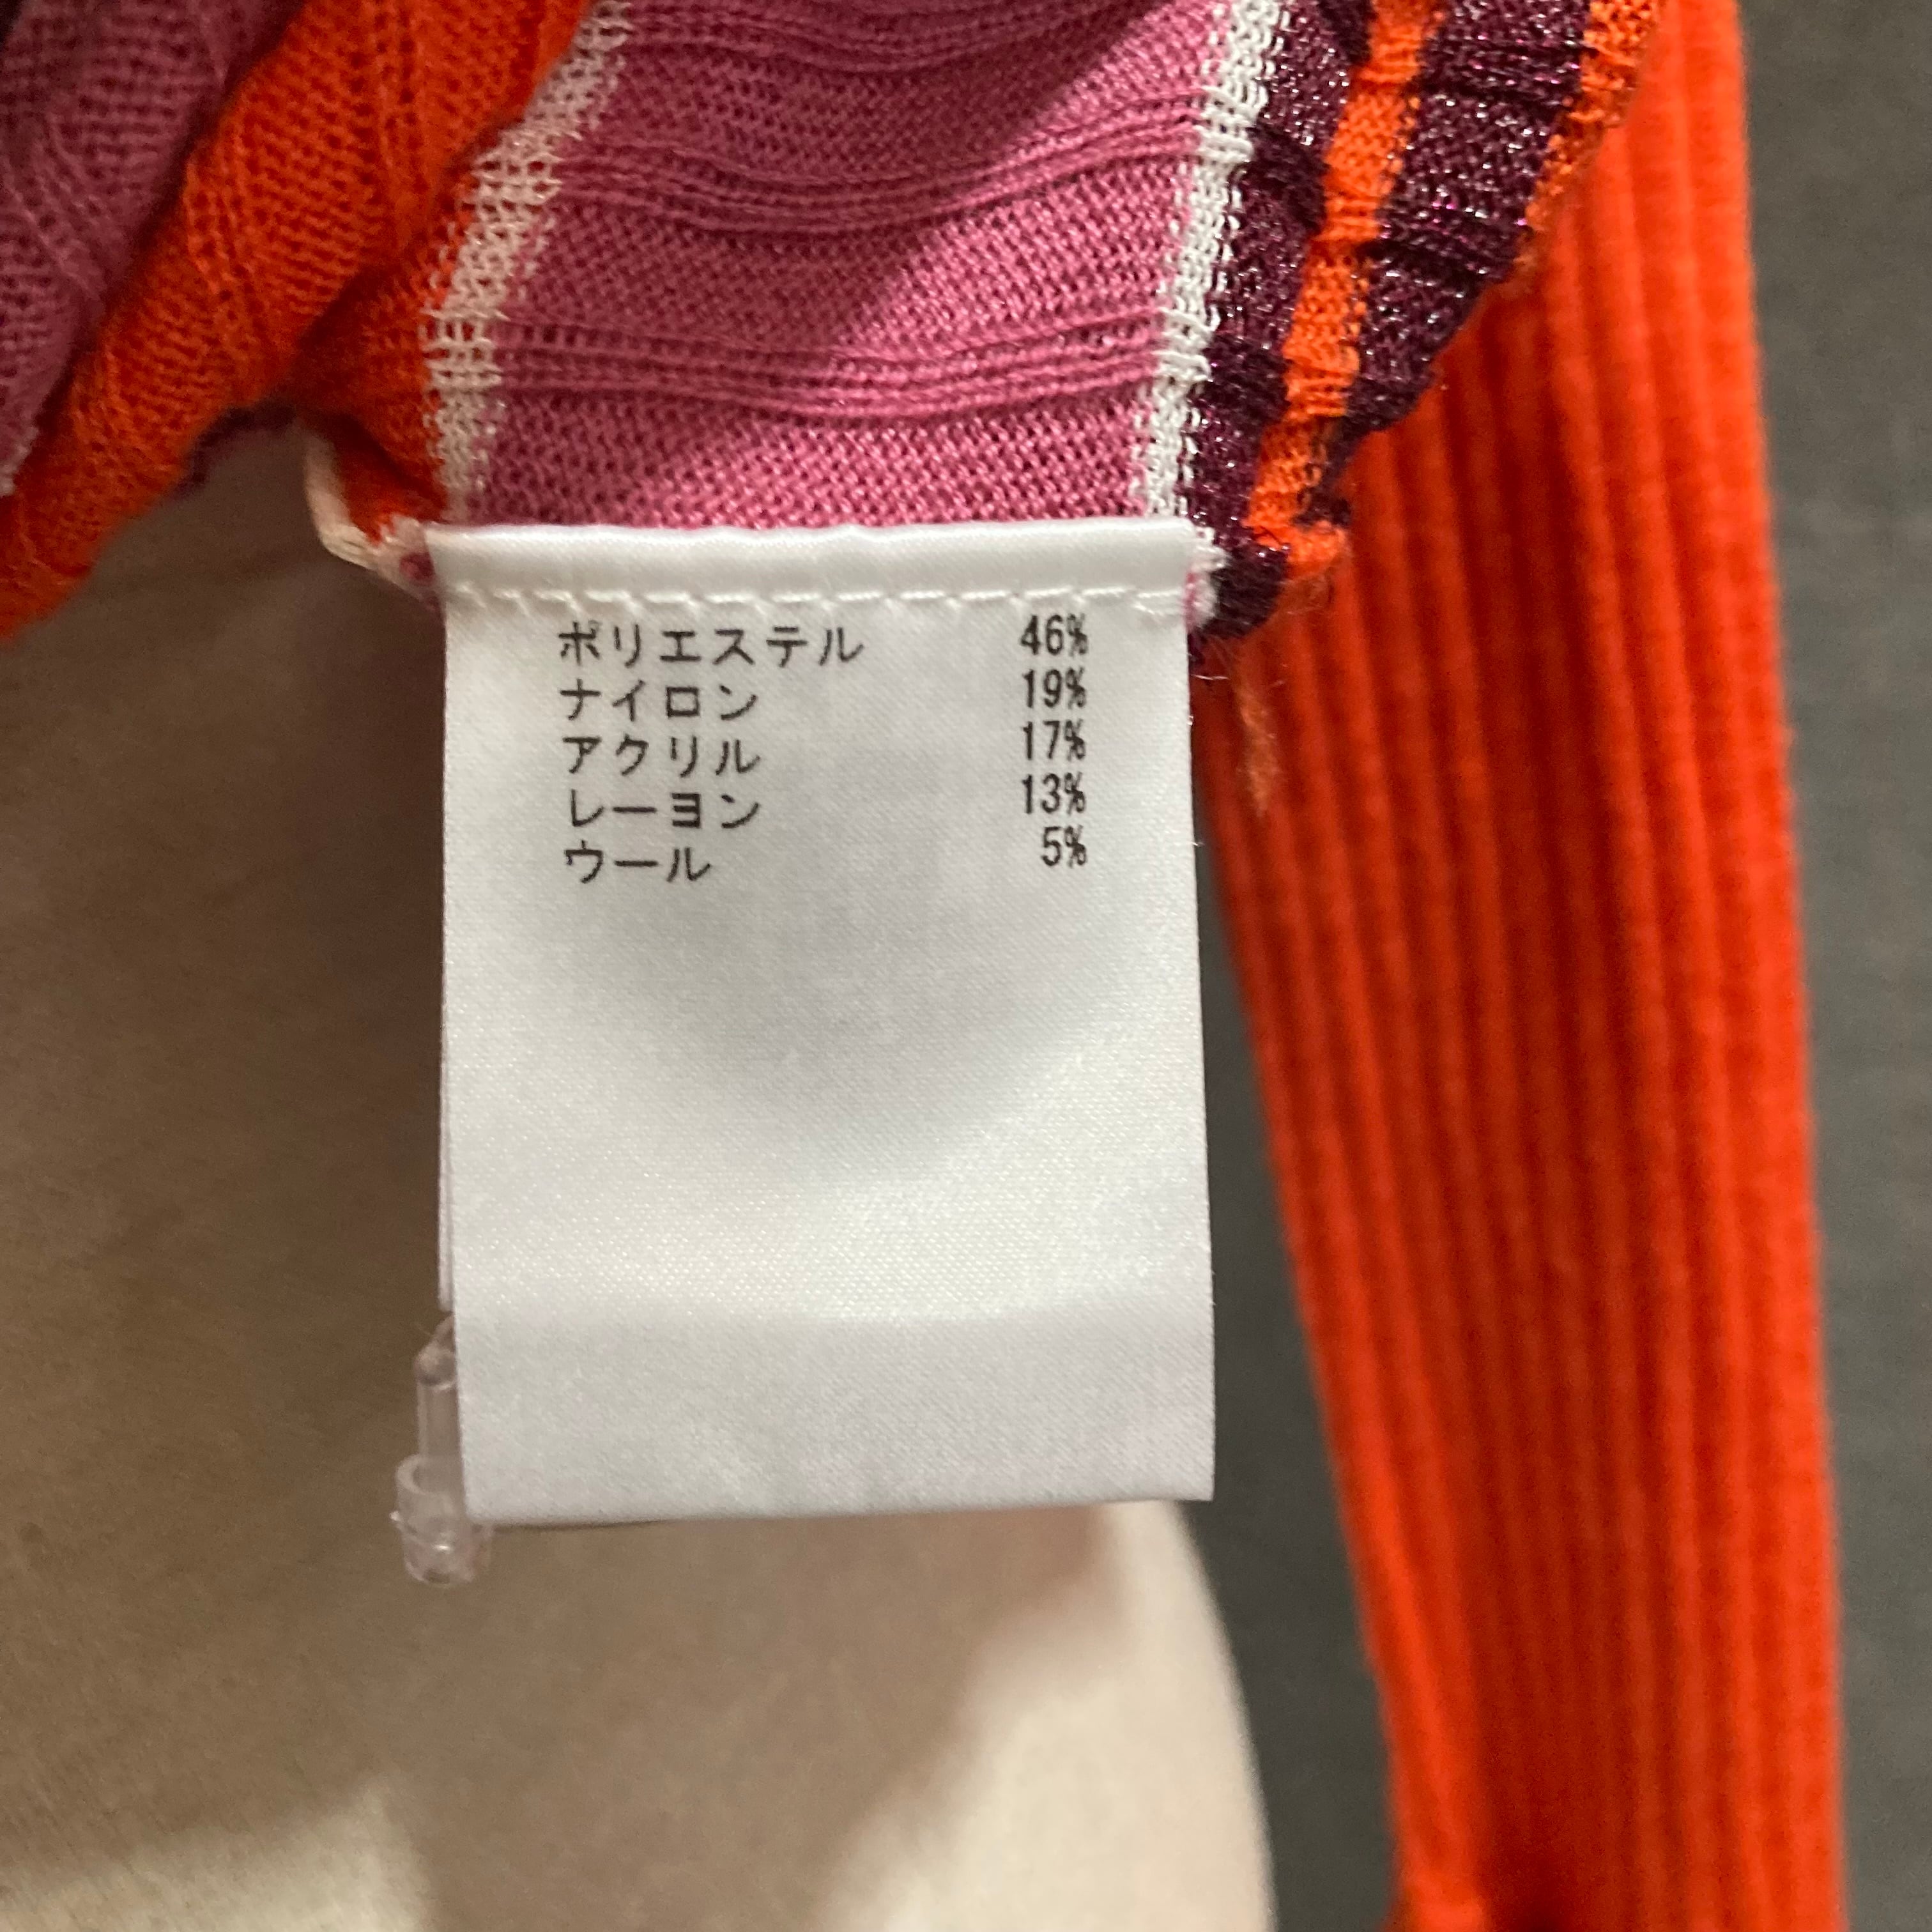 ポリエステル 46%
ナイロン 19%
アクリル 17%
レーヨン 13%
ウール 5%